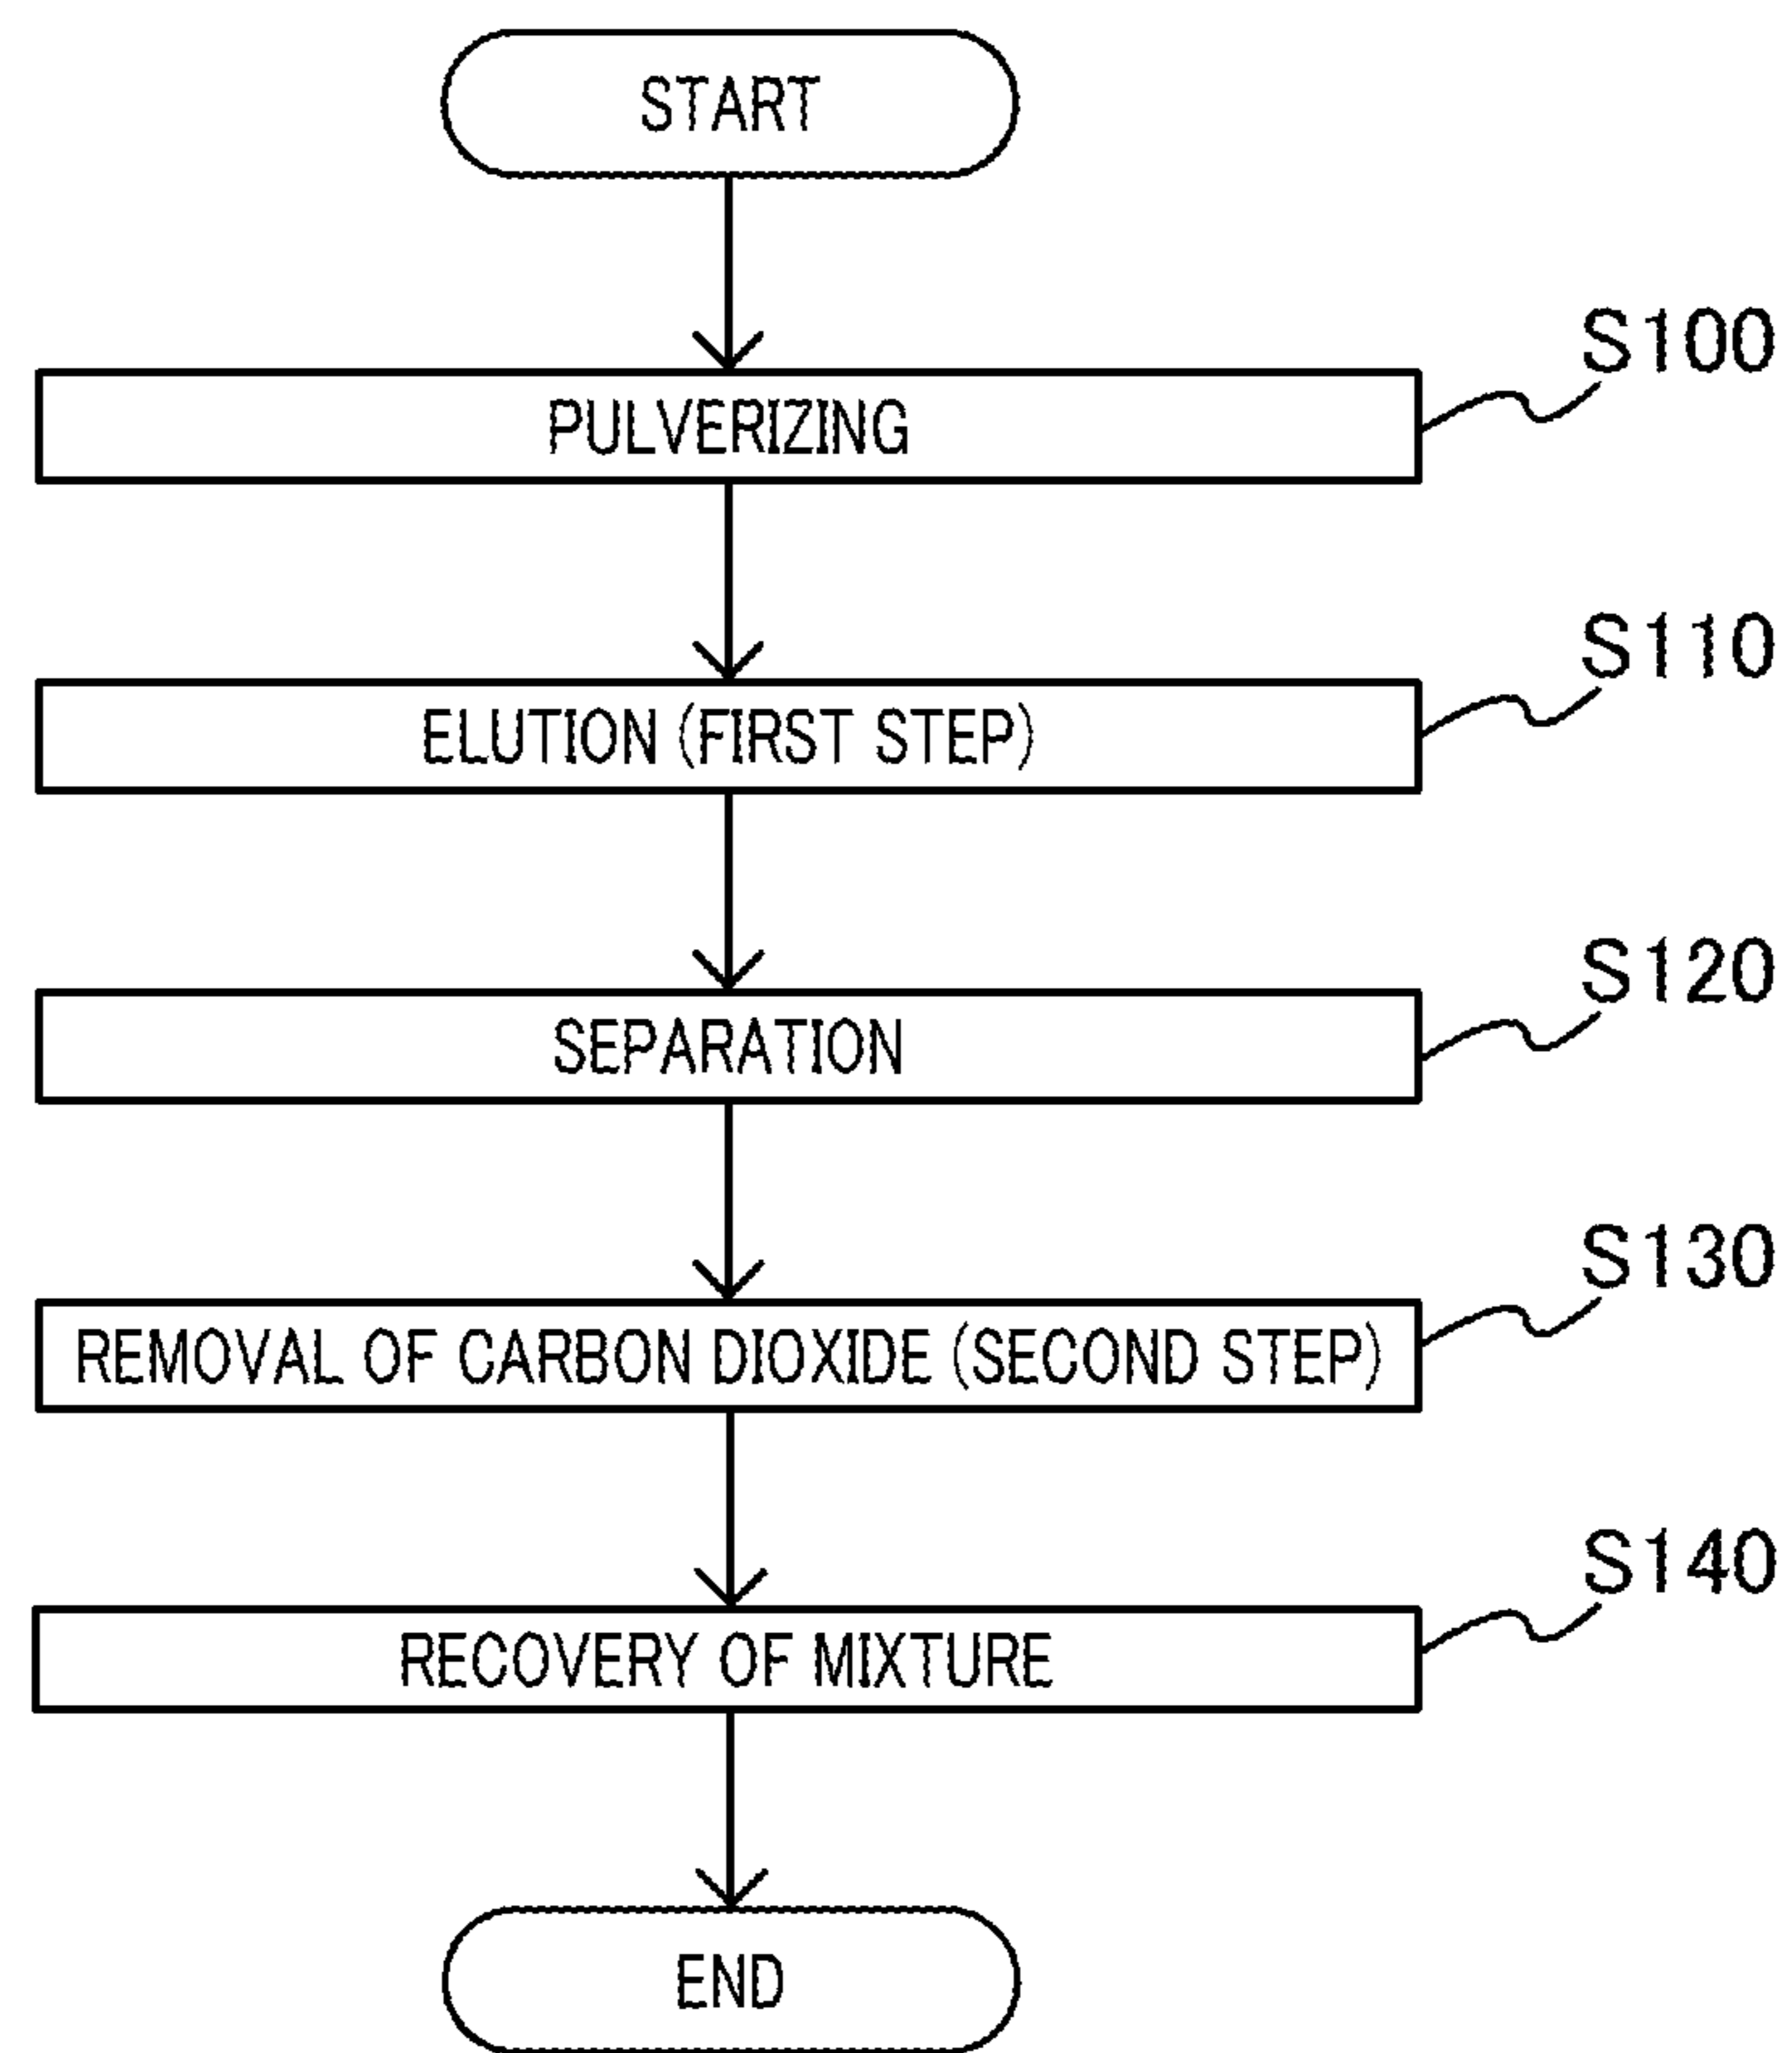 START
S100
PULVERIZING
S110
ELUTION (FIRST STEP)
S120
SEPARATION
S130
REMOVAL OF CARBON DIOXIDE (SECOND STEP)
S140
RECOVERY OF MIXTURE
END